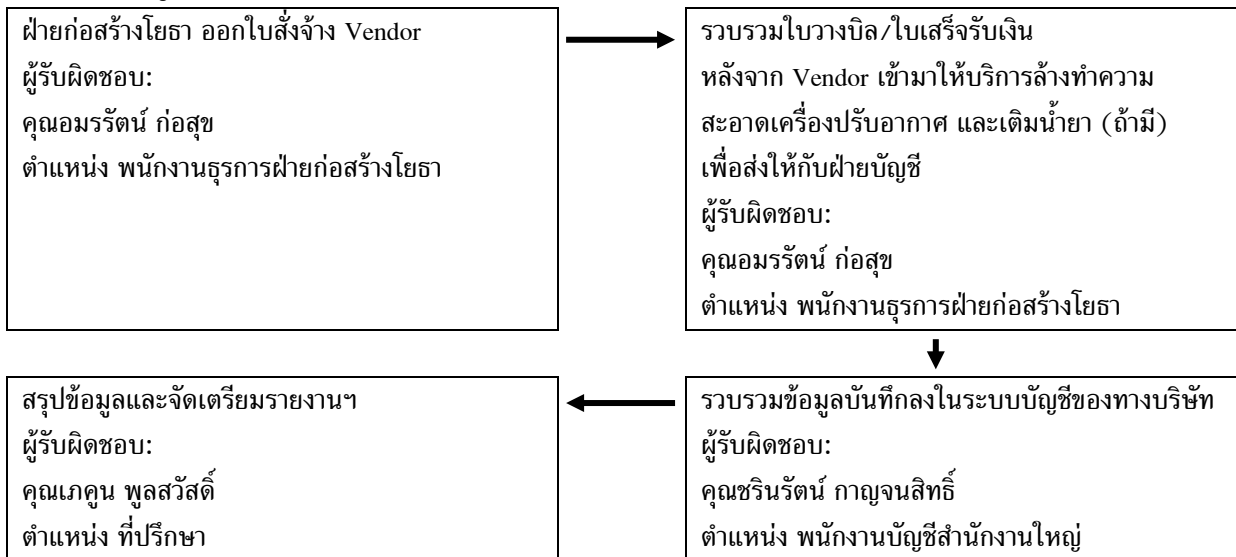 ฝ่ายก่อสร้างโยธา ออกใบสั่งจ้าง Vendor
ผู้รับผิดชอบ:
คุณอมรรัตน์ ก่อสุข
ตำแหน่ง พนักงานธุรการฝ่ายก่อสร้างโยธา
รวบรวมใบวางบิล/ใบเสร็จรับเงิน
หลังจาก Vendor เข้ามาให้บริการล้างทำความ
สะอาดเครื่องปรับอากาศ และเติมน้ำยา (ถ้ามี)
เพื่อส่งให้กับฝ่ายบัญชี
ผู้รับผิดชอบ:
คุณอมรรัตน์ ก่อสุข
ตำแหน่ง พนักงานธุรการฝ่ายก่อสร้างโยธา
รวบรวมข้อมูลบันทึกลงในระบบบัญชีของทางบริษัท
ผู้รับผิดชอบ:
คุณชรินรัตน์ กาญจนสิทธิ์
ตำแหน่ง พนักงานบัญชีสำนักงานใหญ่
สรุปข้อมูลและจัดเตรียมรายงานฯ
ผู้รับผิดชอบ:
คุณเภคูน พูลสวัสดิ์
ตำแหน่ง ที่ปรึกษา